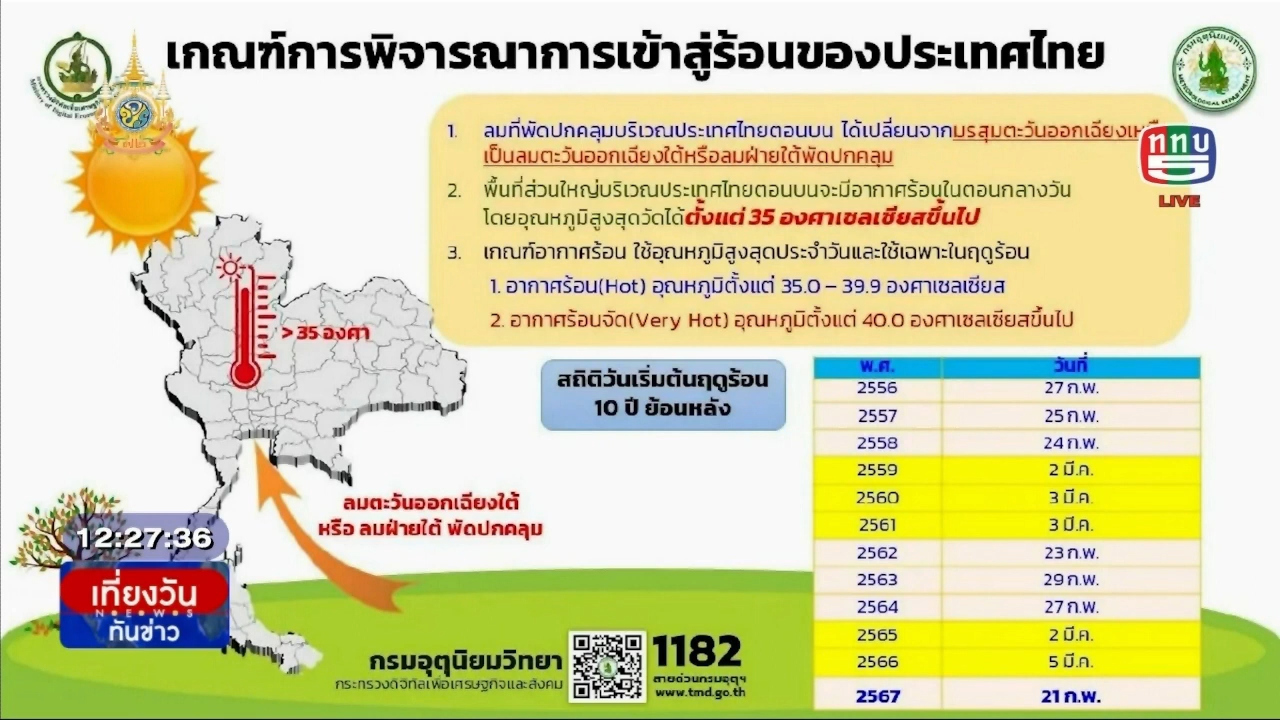 เกณฑ์การพิจารณาการเข้าสู่ร้อนของประเทศไทย
กรมอุตุนิยมวิทยา
METEOROLOGICAL DEPARTMENT
1. ลมที่พัดปกคลุมบริเวณประเทศไทยตอนบน ได้เปลี่ยนจากมรสุมตะวันออกเฉียง
เป็นลมตะวันออกเฉียงใต้หรือลมฝ่ายใต้พัดปกคลุม
ททบ
5
LIVE
2. พื้นที่ส่วนใหญ่บริเวณประเทศไทยตอนบนจะมีอากาศร้อนในตอนกลางวัน
โดยอุณหภูมิสูงสุดวัดได้ตั้งแต่ 35 องศาเซลเซียสขึ้นไป
3. เกณฑ์อากาศร้อน ใช้อุณหภูมิสูงสุดประจำวันและใช้เฉพาะในฤดูร้อน
1. อากาศร้อน(Hot) อุณหภูมิตั้งแต่ 35.0 – 39.9 องศาเซลเซียส
2. อากาศร้อนจัด(Very Hot) อุณหภูมิตั้งแต่ 40.0 องศาเซลเซียสขึ้นไป
> 35 องศา
สถิติวันเริ่มต้นฤดูร้อน
10 ปี ย้อนหลัง
พ.ศ. วันที่
2556 27 ก.พ.
2557 25 ก.พ.
2558 24 ก.พ.
2559 2 มี.ค.
2560 3 มี.ค.
2561 3 มี.ค.
2562 23 ก.พ.
2563 29 ก.พ.
2564 27 ก.พ.
2565 2 มี.ค.
2566 5 มี.ค.
2567 21 ก.พ.
ลมตะวันออกเฉียงใต้
หรือ ลมฝ่ายใต้ พัดปกคลุม
12:27:36
เที่ยงวัน
NEWS
ทันข่าว
กรมอุตุนิยมวิทยา
กระทรวงดิจิทัลเพื่อเศรษฐกิจและสังคม
1182
สายด่วนกรมอุตุฯ
www.tmd.go.th